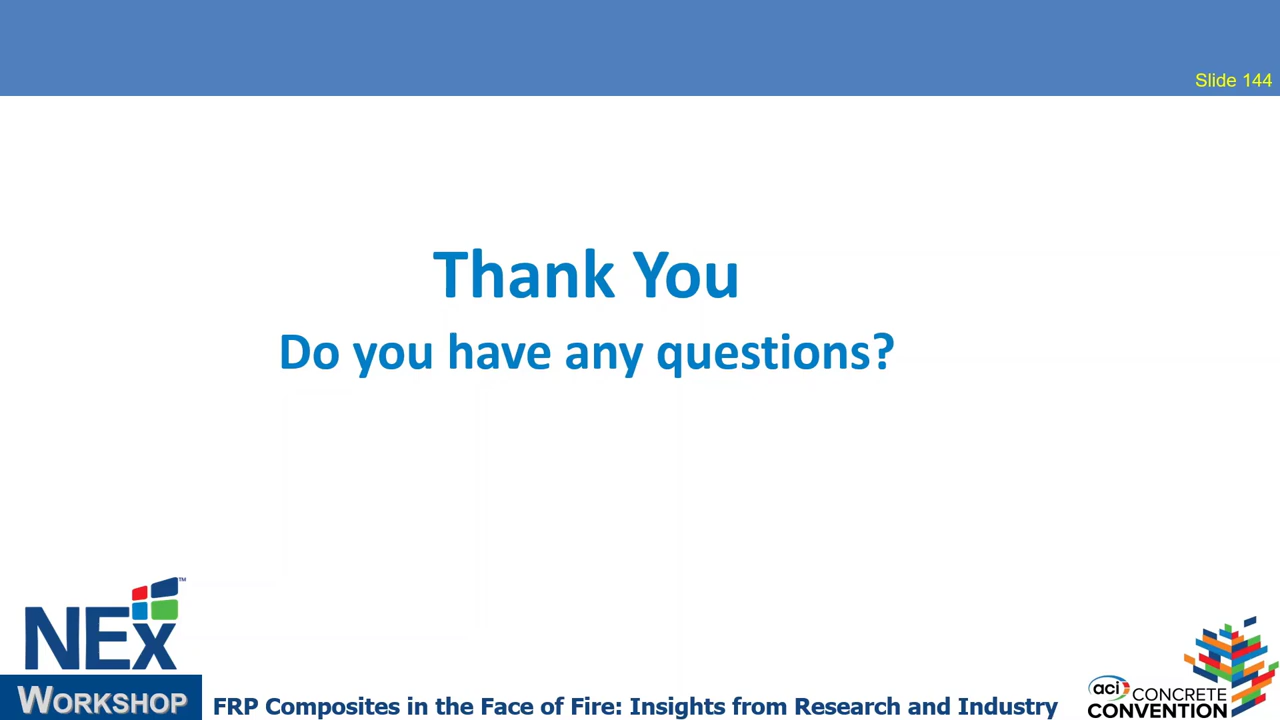 Slide 144
Thank You
Do you have any questions?
NEx™
WORKSHOP
FRP Composites in the Face of Fire: Insights from Research and Industry
aci CONCRETE
CONVENTION